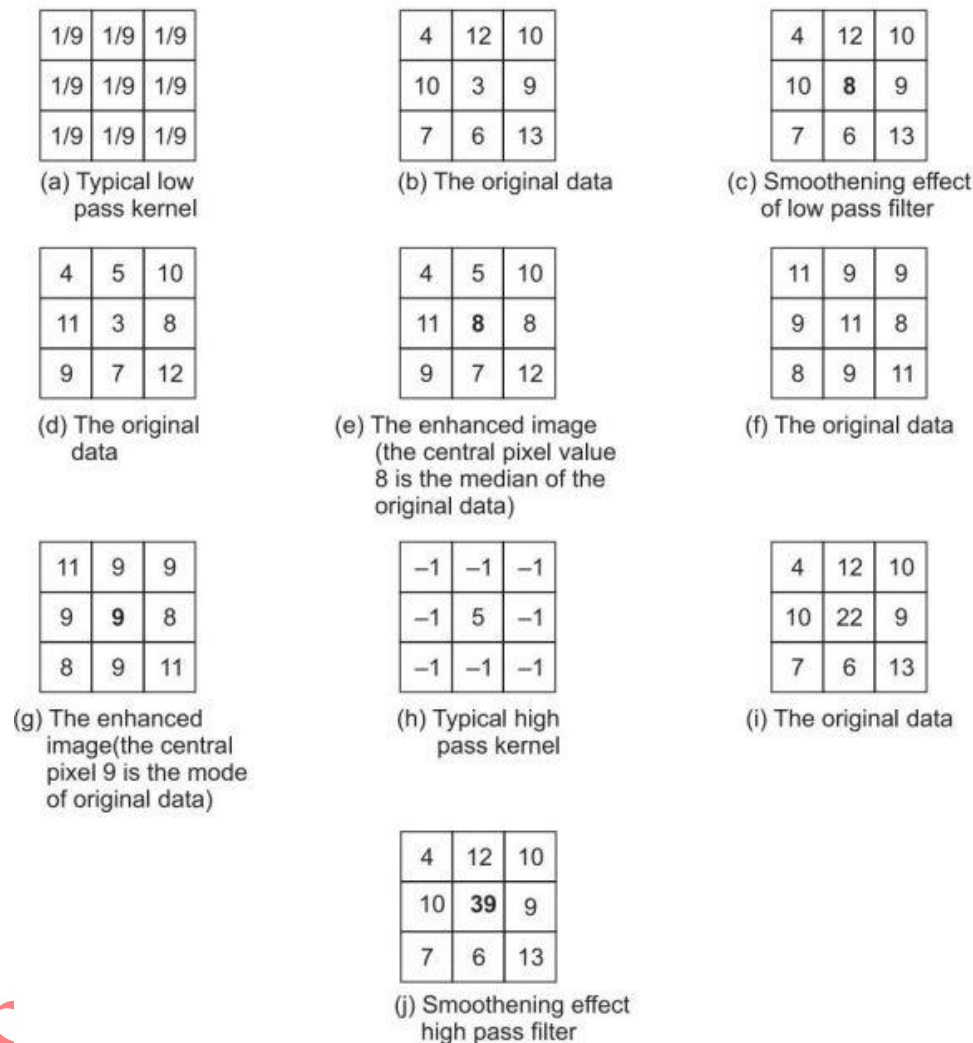 1/9 1/9 1/9
1/9 1/9 1/9
1/9 1/9 1/9
(a) Typical low
pass kernel
4 12 10
10 3 9
7 6 13
(b) The original data
4 12 10
10 8 9
7 6 13
(c) Smoothening effect
of low pass filter
4 5 10
11 3 8
9 7 12
(d) The original
data
4 5 10
11 8 8
9 7 12
(e) The enhanced image
(the central pixel value
8 is the median of the
original data)
11 9 9
9 11 8
8 9 11
(f) The original data
11 9 9
9 9 8
8 9 11
(g) The enhanced
image(the central
pixel 9 is the mode
of original data)
–1 –1 –1
–1 5 –1
–1 –1 –1
(h) Typical high
pass kernel
4 12 10
10 22 9
7 6 13
(i) The original data
4 12 10
10 39 9
7 6 13
(j) Smoothening effect
high pass filter